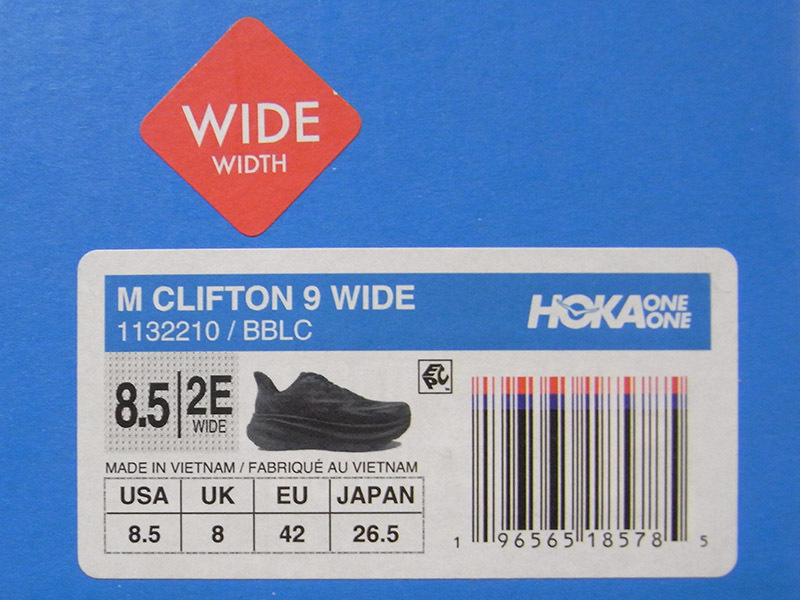 WIDE
WIDTH
M CLIFTON 9 WIDE
1132210 / BBLC
HOKA ONE ONE
8.5 2E
WIDE
EPC
MADE IN VIETNAM / FABRIQUÉ AU VIETNAM
USA UK EU JAPAN
8.5 8 42 26.5
1 96565 18578 5